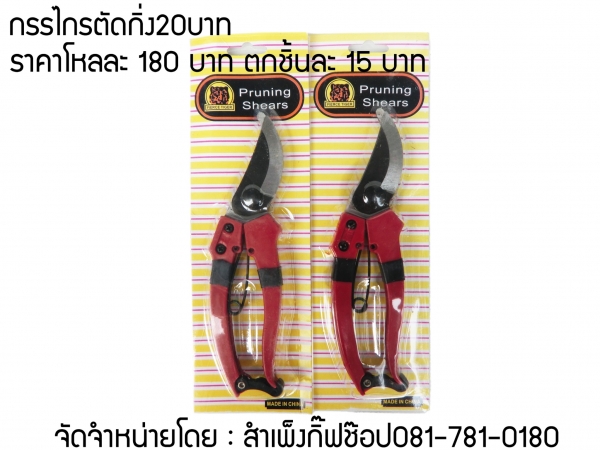 กรรไกรตัดกิ่ง20บาท
ราคาโหลละ 180 บาท ตกชิ้นละ 15 บาท
Pruning
Shears
Pruning
Shears
MADE IN CHINA
จัดจำหน่ายโดย : สำเพ็งกิ๊ฟช๊อป081-781-0180